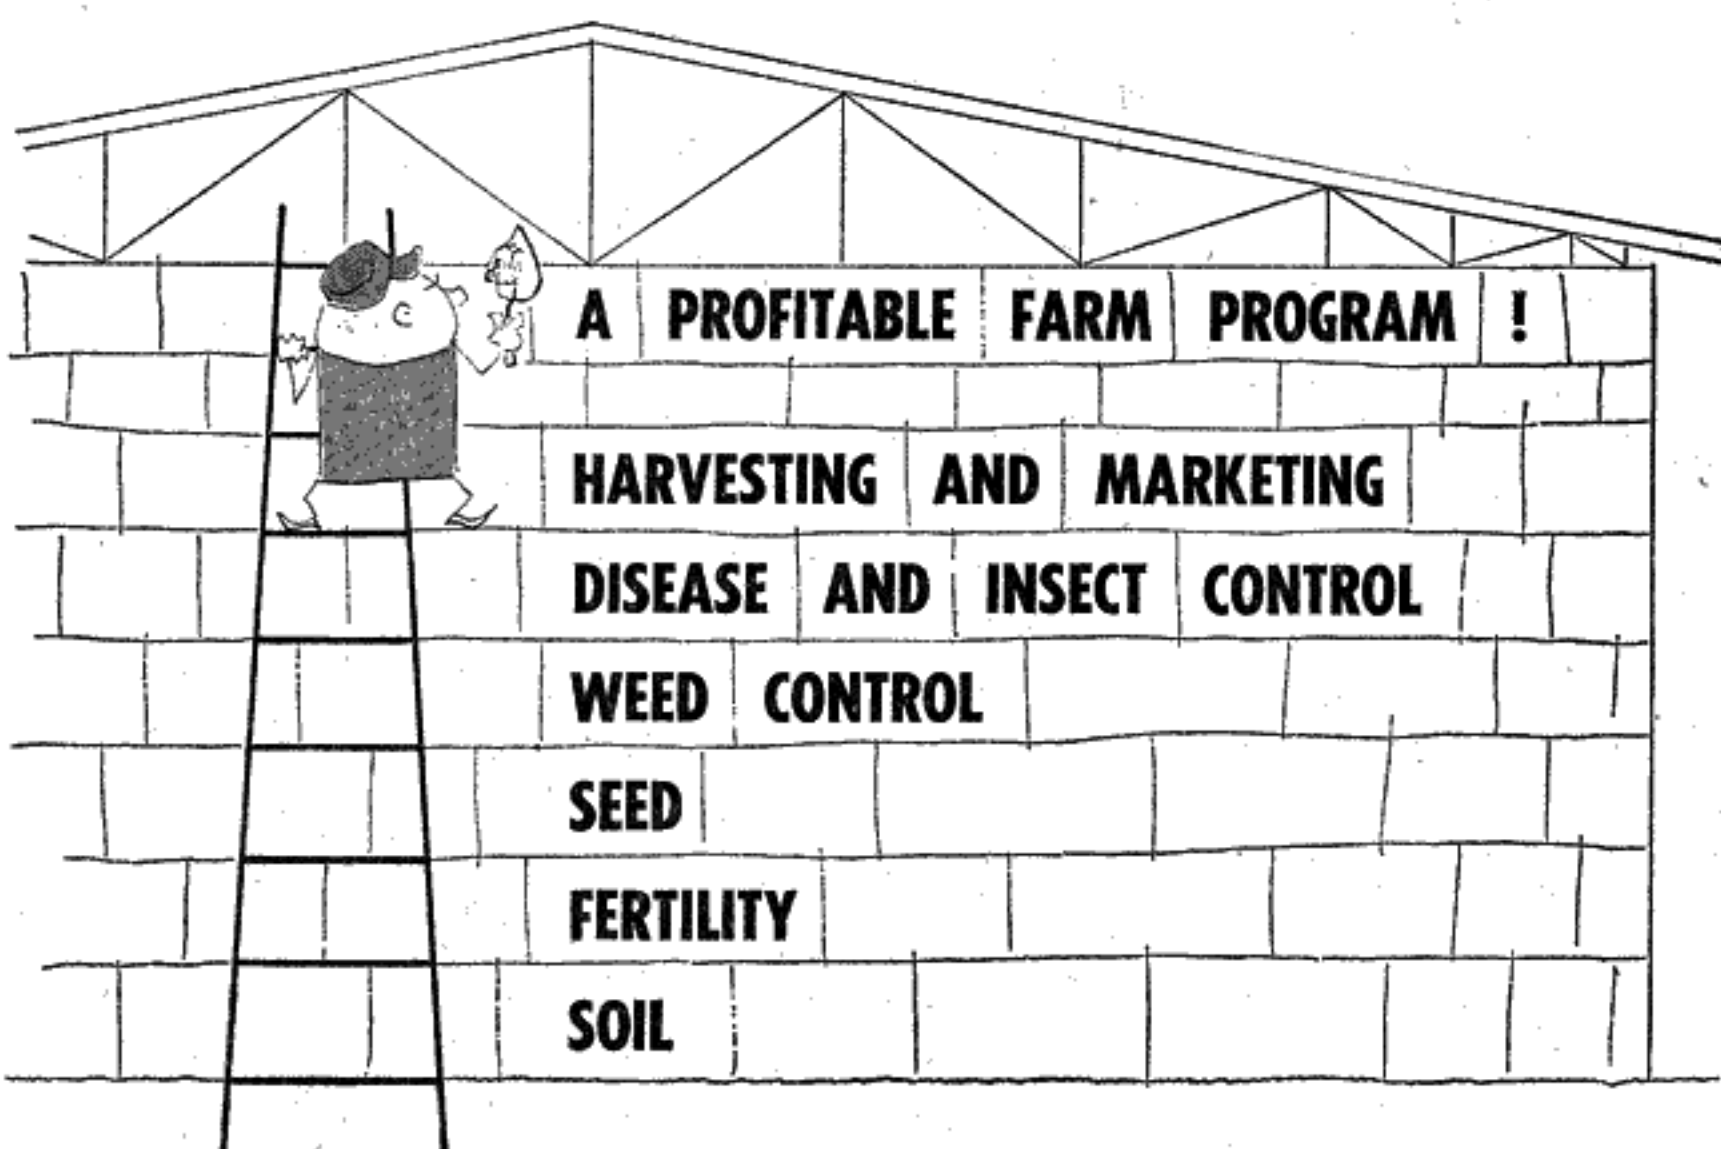 A PROFITABLE FARM PROGRAM !
HARVESTING AND MARKETING
DISEASE AND INSECT CONTROL
WEED CONTROL
SEED
FERTILITY
SOIL